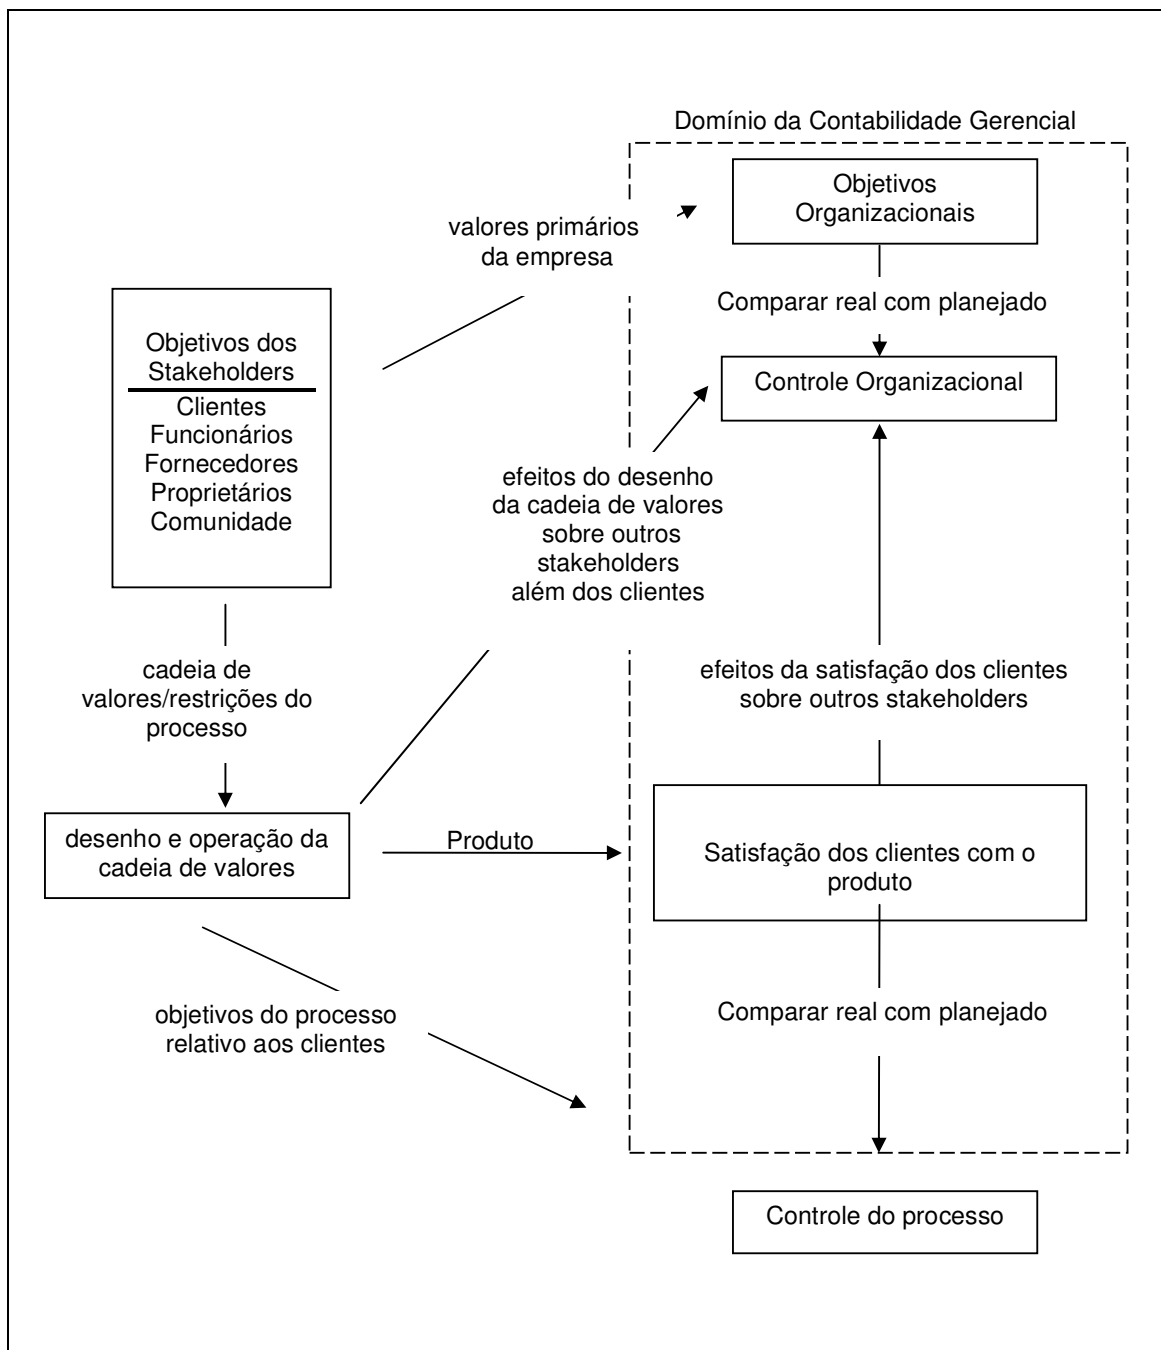 Domínio da Contabilidade Gerencial
Objetivos
Organizacionais
valores primários
da empresa
Comparar real com planejado
Objetivos dos
Stakeholders
Clientes
Funcionários
Fornecedores
Proprietários
Comunidade
Controle Organizacional
efeitos do desenho
da cadeia de valores
sobre outros
stakeholders
além dos clientes
cadeia de
valores/restrições do
processo
efeitos da satisfação dos clientes
sobre outros stakeholders
desenho e operação da
cadeia de valores
Produto
Satisfação dos clientes com o
produto
objetivos do processo
relativo aos clientes
Comparar real com planejado
Controle do processo